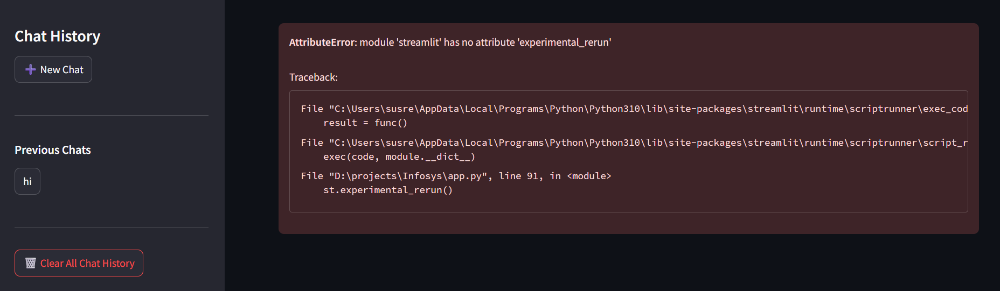 Chat History
➕ New Chat
Previous Chats
hi
🗑️ Clear All Chat History
AttributeError: module 'streamlit' has no attribute 'experimental_rerun'
Traceback:
File "C:\Users\susre\AppData\Local\Programs\Python\Python310\lib\site-packages\streamlit\runtime\scriptrunner\exec_cod
result = func()
File "C:\Users\susre\AppData\Local\Programs\Python\Python310\lib\site-packages\streamlit\runtime\scriptrunner\script_r
exec(code, module.__dict__)
File "D:\projects\Infosys\app.py", line 91, in <module>
st.experimental_rerun()